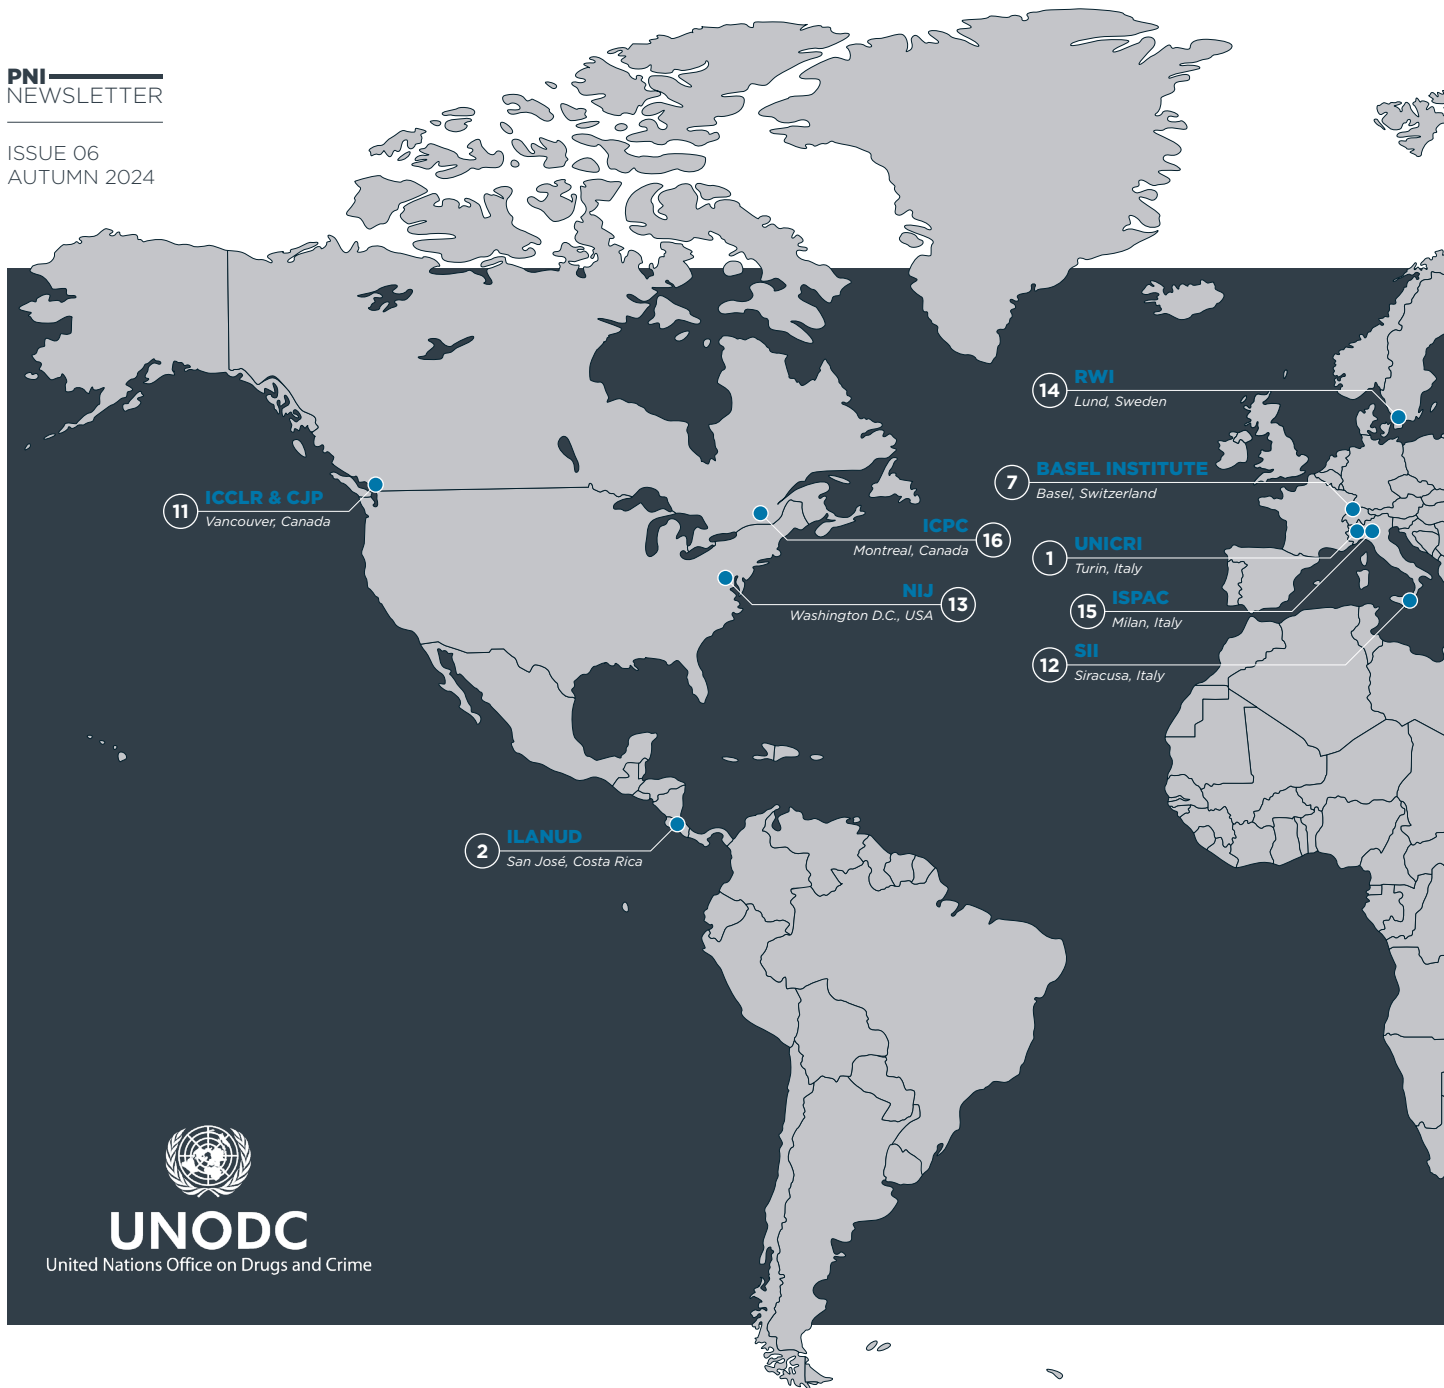 PNI
NEWSLETTER
ISSUE 06
AUTUMN 2024
14
RWI
Lund, Sweden
7
BASEL INSTITUTE
Basel, Switzerland
11
ICCLR & CJP
Vancouver, Canada
ICPC
Montreal, Canada
16
1
UNICRI
Turin, Italy
NIJ
Washington D.C., USA
13
15
ISPAC
Milan, Italy
12
SII
Siracusa, Italy
2
ILANUD
San José, Costa Rica
UNODC
United Nations Office on Drugs and Crime